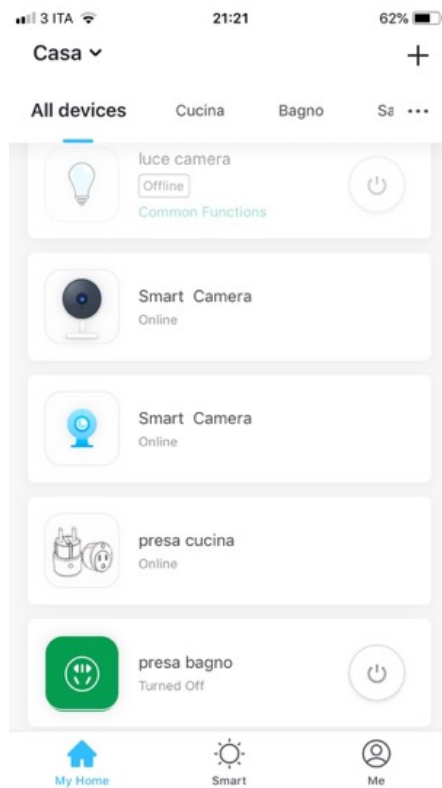 3 ITA 21:21 62%
Casa
All devices Cucina Bagno Sa
luce camera
Offline
Common Functions
Smart Camera
Online
Smart Camera
Online
presa cucina
Online
presa bagno
Turned Off
My Home Smart Me